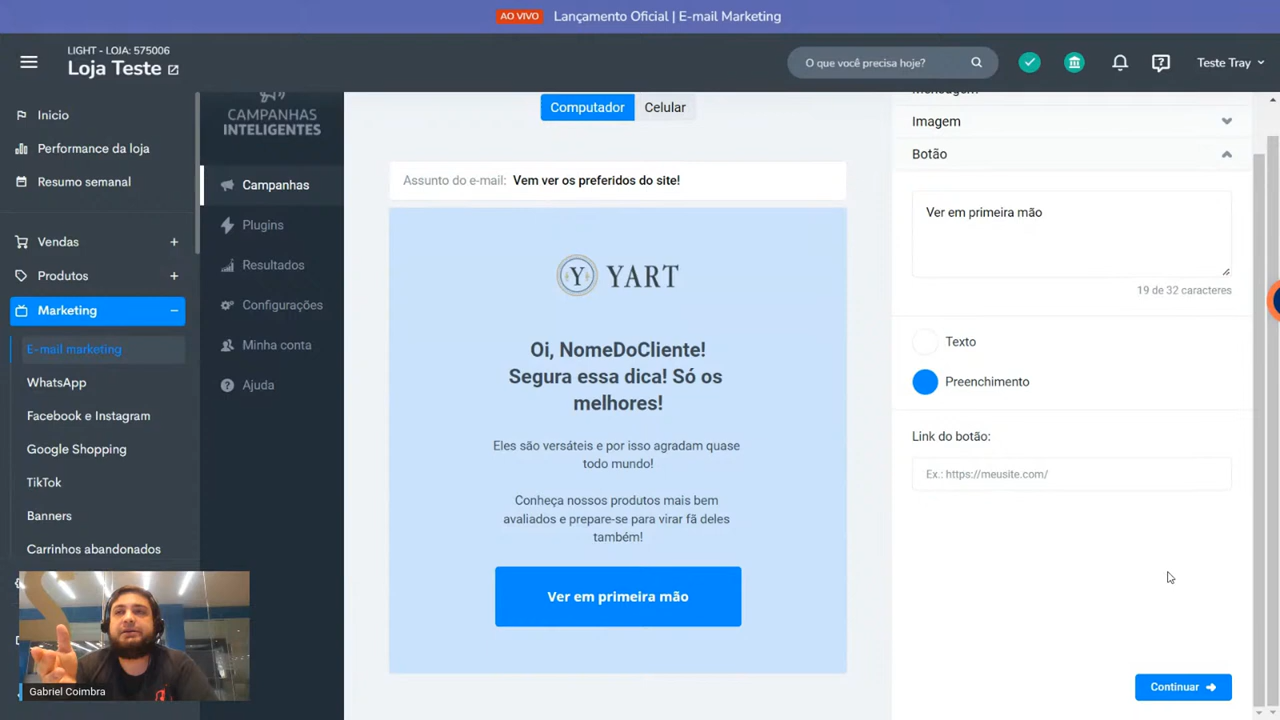 AO VIVO Lançamento Oficial | E-mail Marketing
LIGHT - LOJA: 575006
Loja Teste
O que você precisa hoje?
Teste Tray
Inicio
Performance da loja
Resumo semanal
Vendas +
Produtos +
Marketing −
E-mail marketing
WhatsApp
Facebook e Instagram
Google Shopping
TikTok
Banners
Carrinhos abandonados
Gabriel Coimbra
CAMPANHAS
INTELIGENTES
Campanhas
Plugins
Resultados
Configurações
Minha conta
Ajuda
Computador Celular
Assunto do e-mail: Vem ver os preferidos do site!
Y YART
Oi, NomeDoCliente!
Segura essa dica! Só os
melhores!
Eles são versáteis e por isso agradam quase
todo mundo!
Conheça nossos produtos mais bem
avaliados e prepare-se para virar fã deles
também!
Ver em primeira mão
Mensagem
Imagem
Botão
Ver em primeira mão
19 de 32 caracteres
Texto
Preenchimento
Link do botão:
Ex.: https://meusite.com/
Continuar